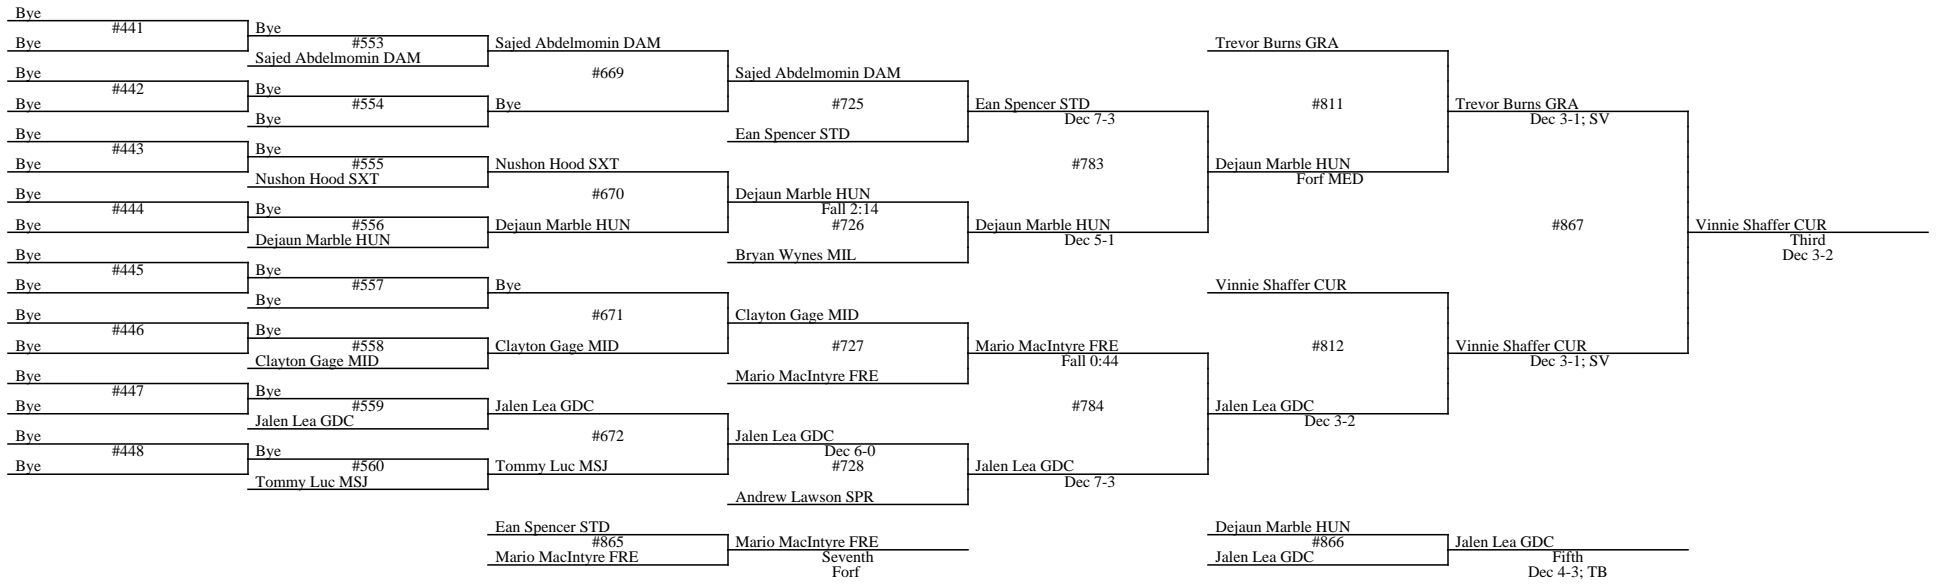 Bye
#441
Bye
Bye
#442
Bye
Bye
#443
Bye
Bye
#444
Bye
Bye
#445
Bye
Bye
#446
Bye
Bye
#447
Bye
Bye
#448
Bye
Bye
#553
Sajed Abdelmomin DAM
Bye
#554
Bye
Bye
#555
Nushon Hood SXT
Bye
#556
Dejaun Marble HUN
Bye
#557
Bye
Bye
#558
Clayton Gage MID
Bye
#559
Jalen Lea GDC
Bye
#560
Tommy Luc MSJ
Sajed Abdelmomin DAM
#669
Bye
Nushon Hood SXT
#670
Dejaun Marble HUN
Bye
#671
Clayton Gage MID
Jalen Lea GDC
#672
Tommy Luc MSJ
Sajed Abdelmomin DAM
#725
Ean Spencer STD
Dejaun Marble HUN
Fall 2:14
#726
Bryan Wynes MIL
Clayton Gage MID
#727
Mario MacIntyre FRE
Jalen Lea GDC
Dec 6-0
#728
Andrew Lawson SPR
Ean Spencer STD
Dec 7-3
#783
Dejaun Marble HUN
Dec 5-1
Mario MacIntyre FRE
Fall 0:44
#784
Jalen Lea GDC
Dec 7-3
Trevor Burns GRA
#811
Dejaun Marble HUN
Forf MED
Vinnie Shaffer CUR
#812
Jalen Lea GDC
Dec 3-2
Trevor Burns GRA
Dec 3-1; SV
#867
Vinnie Shaffer CUR
Dec 3-1; SV
Vinnie Shaffer CUR
Third
Dec 3-2
Ean Spencer STD
#865
Mario MacIntyre FRE
Mario MacIntyre FRE
Seventh
Forf
Dejaun Marble HUN
#866
Jalen Lea GDC
Jalen Lea GDC
Fifth
Dec 4-3; TB